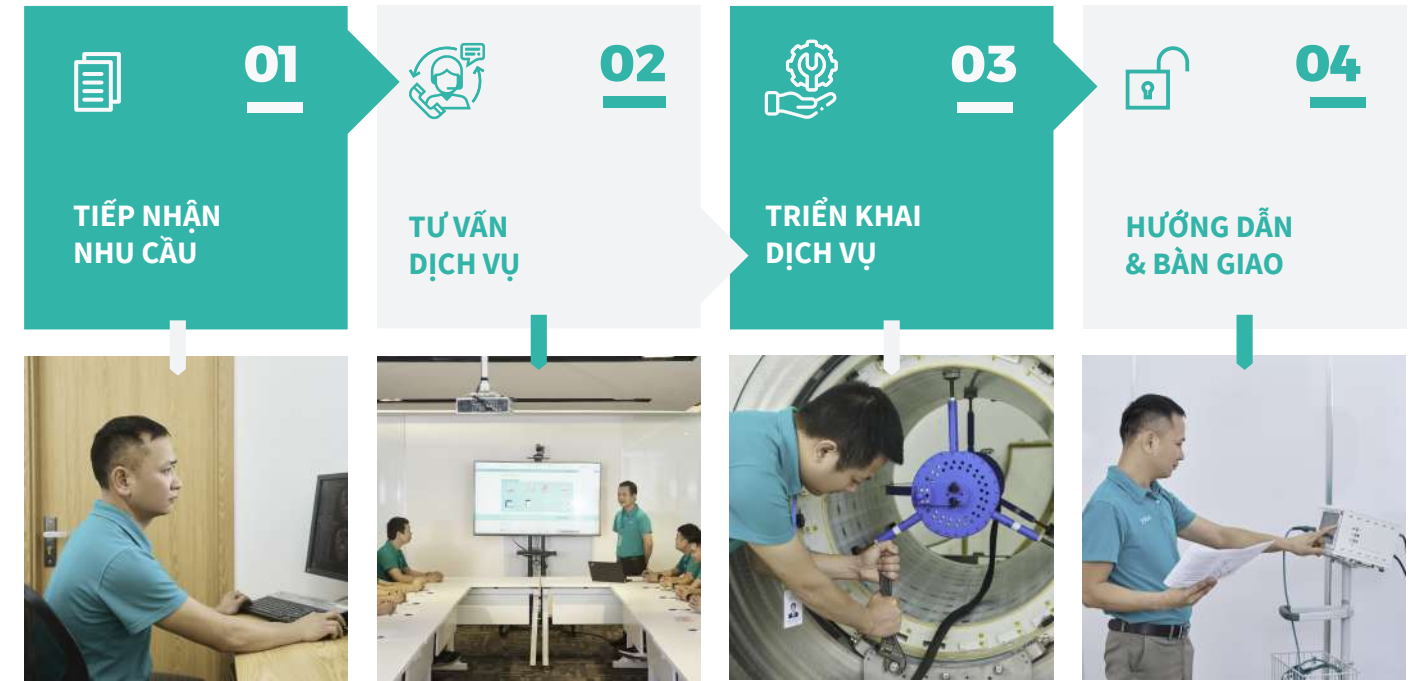 01
TIẾP NHẬN
NHU CẦU
02
TƯ VẤN
DỊCH VỤ
03
TRIỂN KHAI
DỊCH VỤ
04
HƯỚNG DẪN
& BÀN GIAO